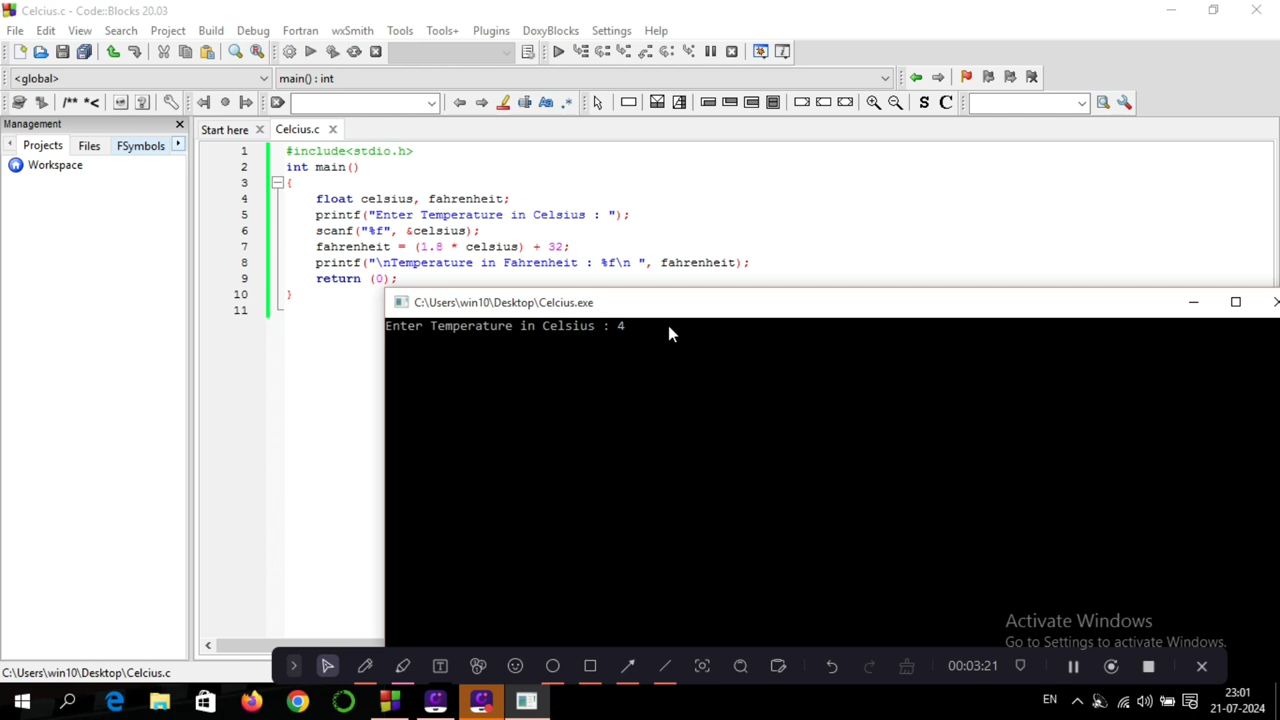 Celcius.c - Code::Blocks 20.03
File Edit View Search Project Build Debug Fortran wxSmith Tools Tools+ Plugins DoxyBlocks Settings Help
<global> main() : int
/** *< Aa .* S C
Management
Start here Celcius.c
Projects Files FSymbols
Workspace
1 #include<stdio.h>
2 int main()
3 {
4 float celsius, fahrenheit;
5 printf("Enter Temperature in Celsius : ");
6 scanf("%f", &celsius);
7 fahrenheit = (1.8 * celsius) + 32;
8 printf("\nTemperature in Fahrenheit : %f\n ", fahrenheit);
9 return (0);
10 }
11
C:\Users\win10\Desktop\Celcius.exe
Enter Temperature in Celsius : 4
Activate Windows
Go to Settings to activate Windows.
T 00:03:21
C:\Users\win10\Desktop\Celcius.c
EN 23:01
21-07-2024